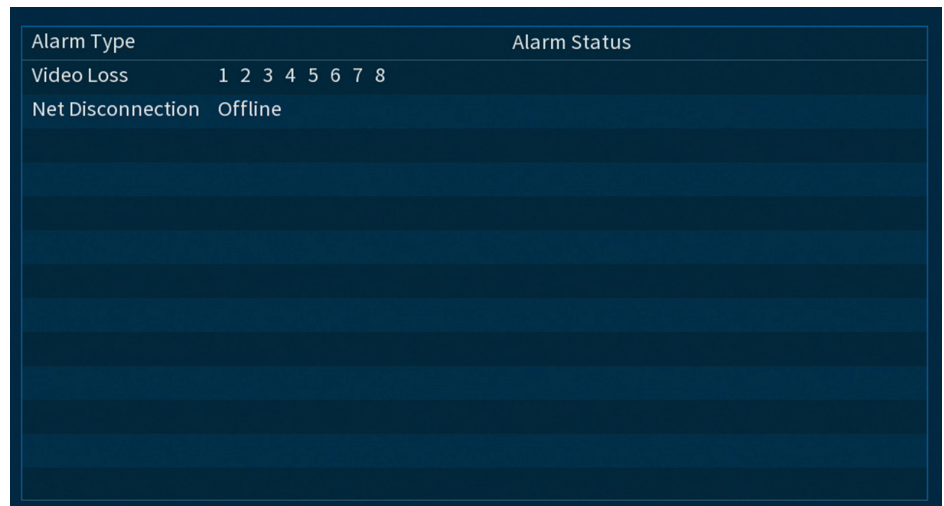 Alarm Type Alarm Status
Video Loss 1 2 3 4 5 6 7 8
Net Disconnection Offline